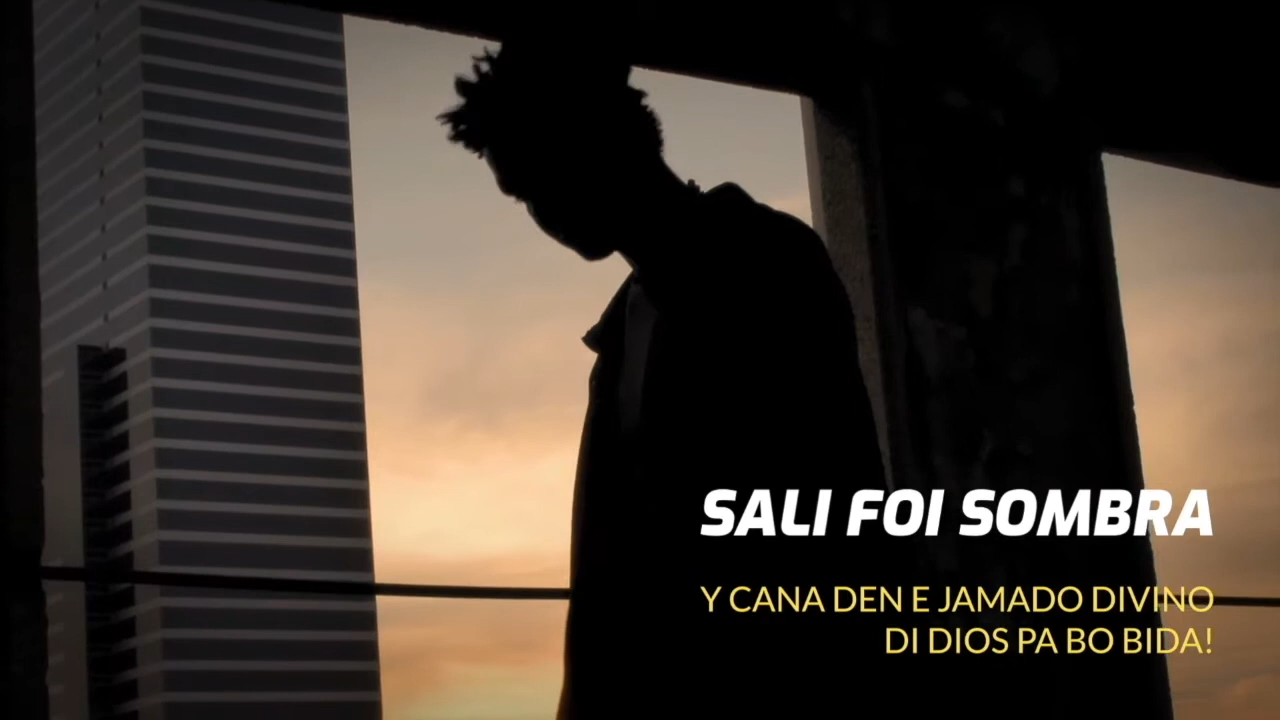 SALI FOI SOMBRA
Y CANA DEN E JAMADO DIVINO
DI DIOS PA BO BIDA!